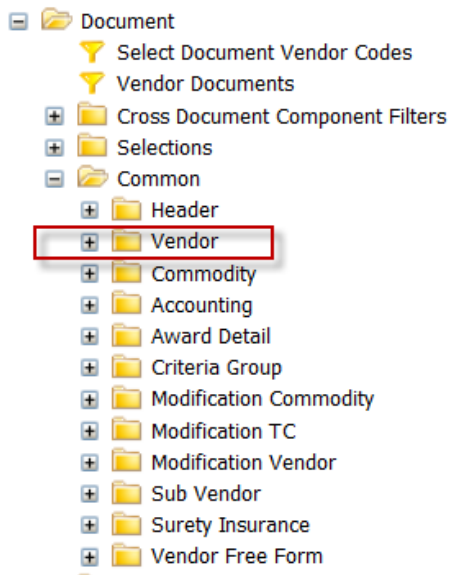 Document
Select Document Vendor Codes
Vendor Documents
Cross Document Component Filters
Selections
Common
Header
Vendor
Commodity
Accounting
Award Detail
Criteria Group
Modification Commodity
Modification TC
Modification Vendor
Sub Vendor
Surety Insurance
Vendor Free Form